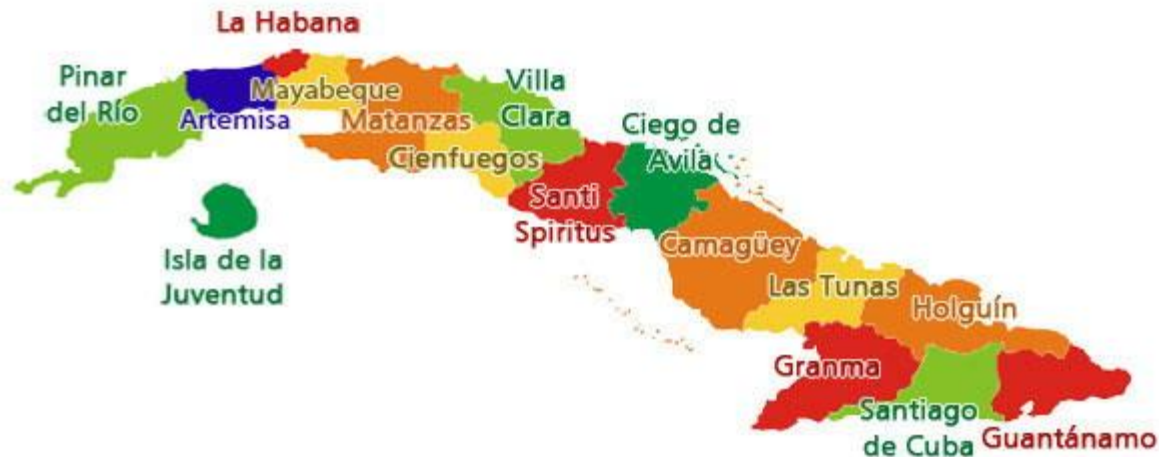 La Habana
Pinar
del Río
Artemisa
Mayabeque
Matanzas
Villa
Clara
Cienfuegos
Ciego de
Avila
Santi
Spiritus
Isla de la
Juventud
Camagüey
Las Tunas
Holguín
Granma
Santiago
de Cuba
Guantánamo